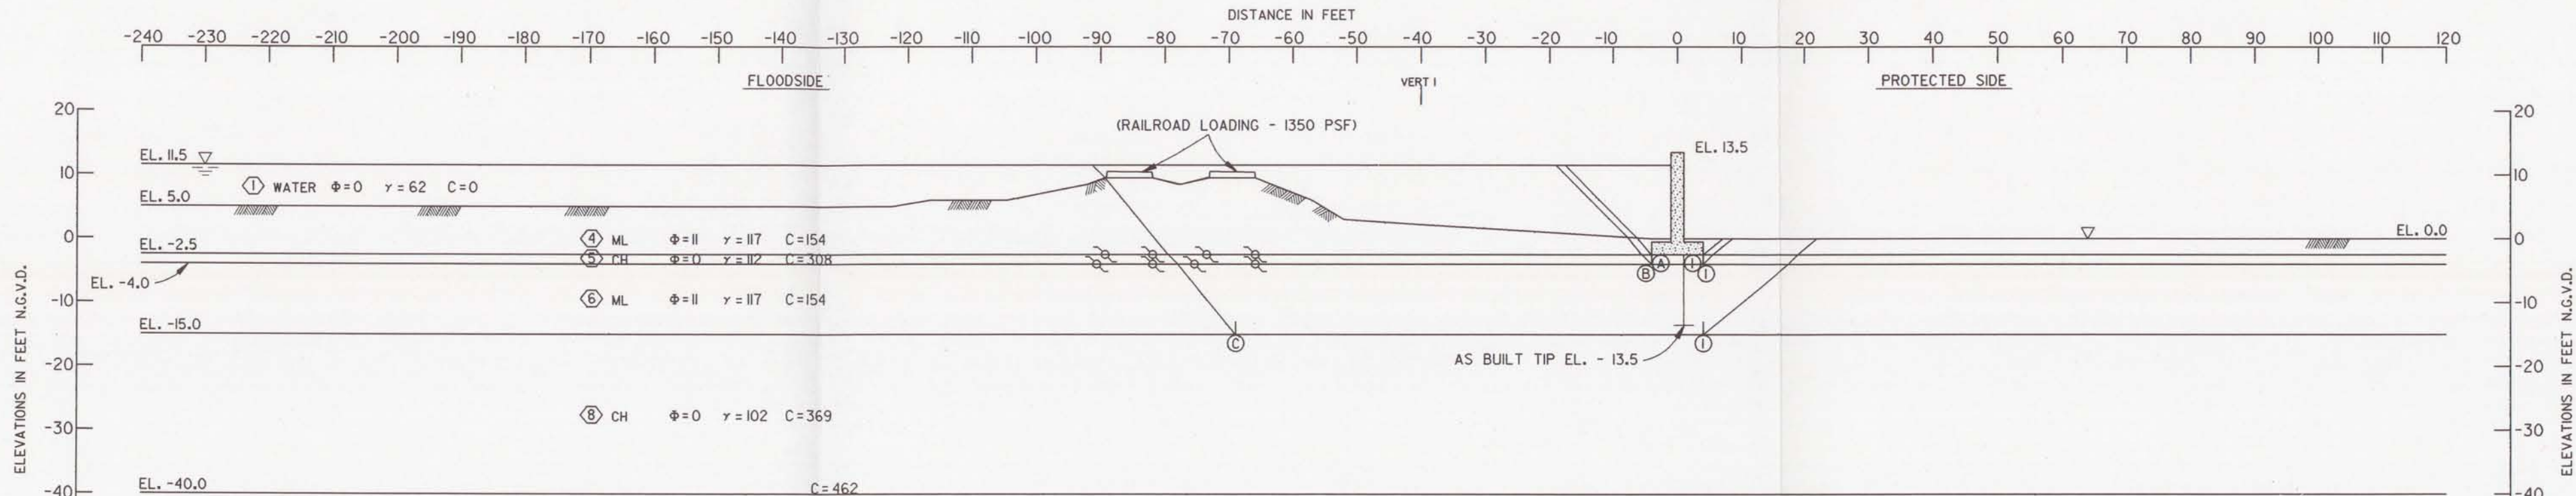 DISTANCE IN FEET
-240 -230 -220 -210 -200 -190 -180 -170 -160 -150 -140 -130 -120 -110 -100 -90 -80 -70 -60 -50 -40 -30 -20 -10 0 10 20 30 40 50 60 70 80 90 100 110 120
FLOODSIDE
VERT 1
PROTECTED SIDE
20
20
(RAILROAD LOADING - 1350 PSF)
EL. 13.5
EL. 11.5
10
10
1 WATER Φ=0 γ=62 C=0
EL. 5.0
0
4 ML Φ=11 γ=117 C=154
EL. 0.0
0
EL. -2.5
5 CH Φ=0 γ=112 C=308
A 1
B 1
EL. -4.0
-10
6 ML Φ=11 γ=117 C=154
-10
EL. -15.0
C
1
AS BUILT TIP EL. - 13.5
-20
-20
8 CH Φ=0 γ=102 C=369
-30
-30
EL. -40.0
C=462
-40
-40
ELEVATIONS IN FEET N.G.V.D.
ELEVATIONS IN FEET N.G.V.D.